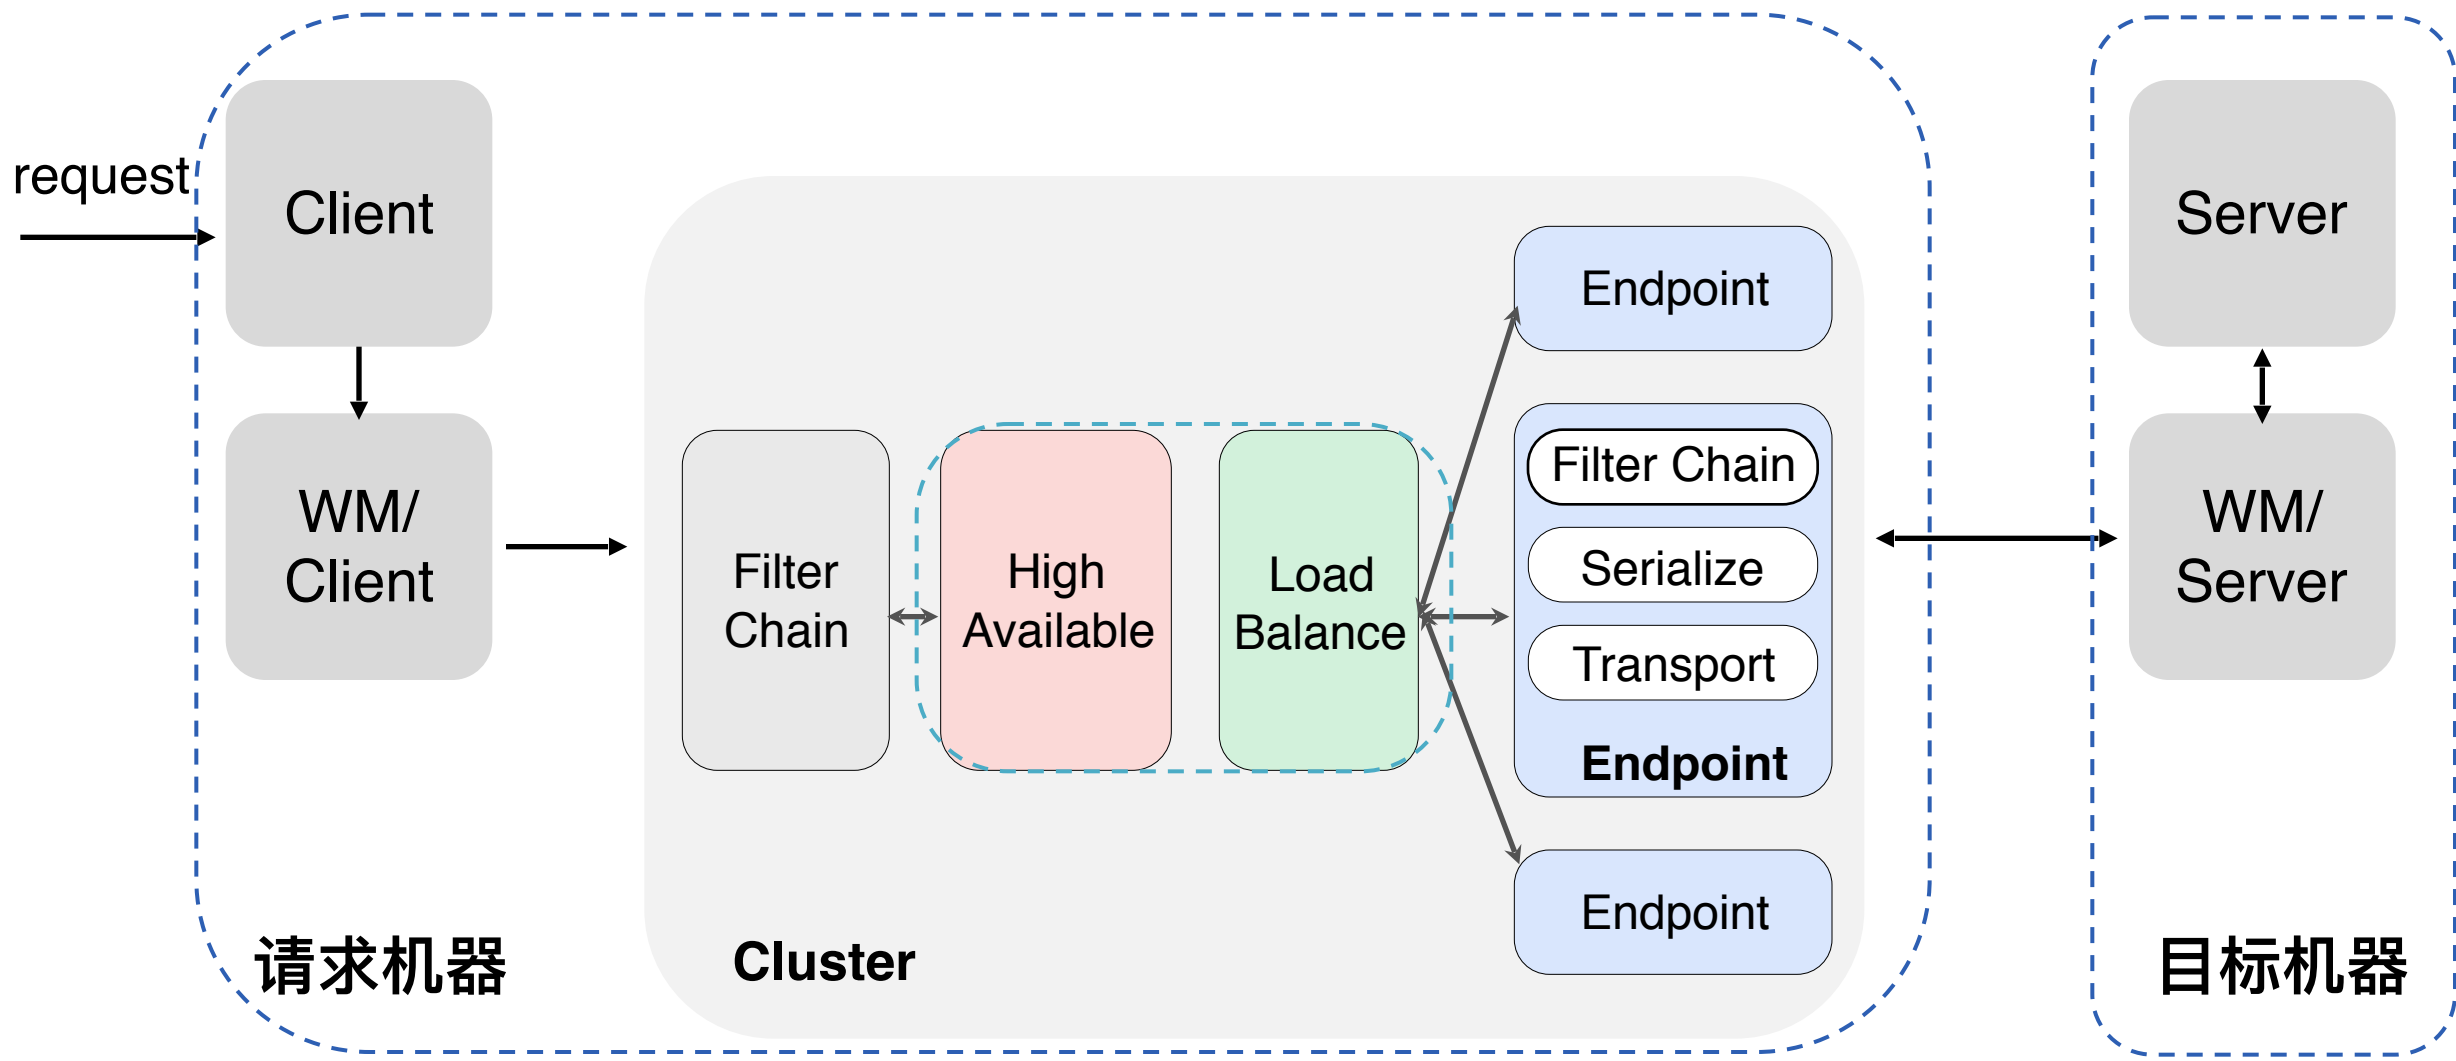 request
Client
WM/
Client
Filter
Chain
High
Available
Load
Balance
Endpoint
Filter Chain
Serialize
Transport
Endpoint
Endpoint
Cluster
请求机器
Server
WM/
Server
目标机器